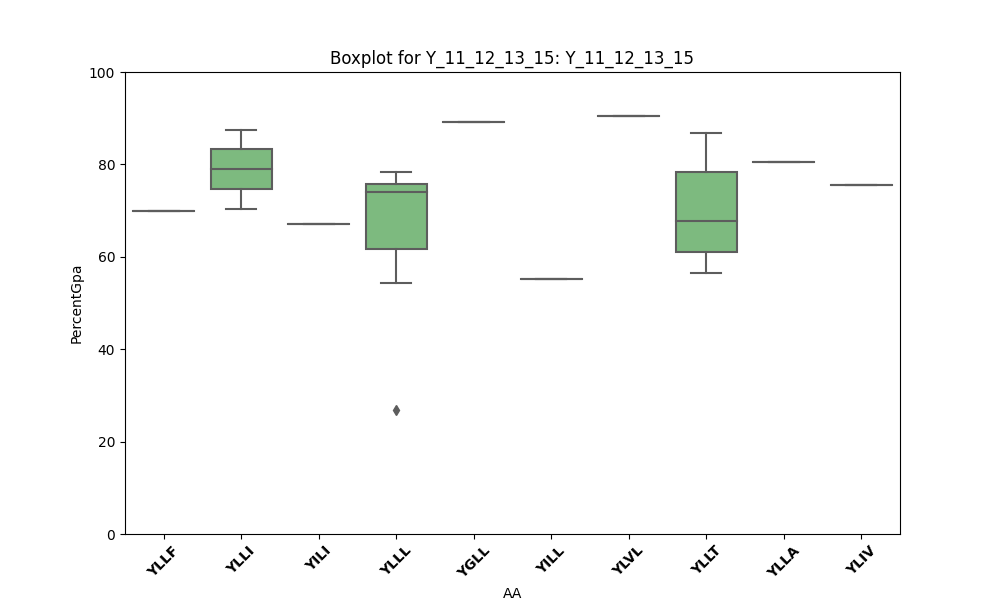 Boxplot for Y_11_12_13_15: Y_11_12_13_15
100
80
60
40
20
0
PercentGpa
YLLF
YLLI
YILI
YLLL
YGLL
YILL
YLVL
YLLT
YLLA
YLIV
AA